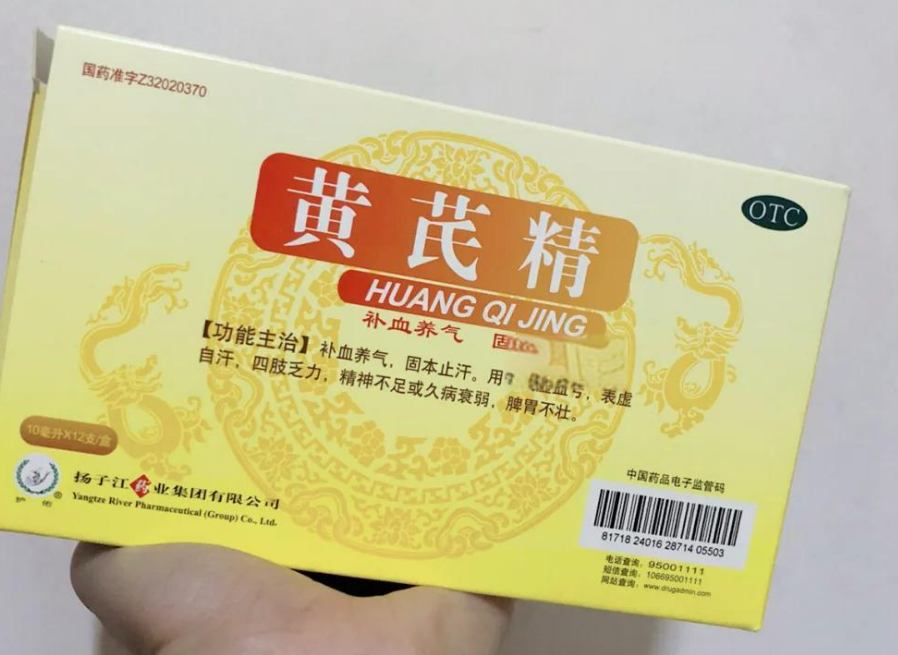 国药准字Z32020370
OTC
黄芪精
HUANG QI JING
补血养气 固
【功能主治】补血养气,固本止汗。用 ,表虚
自汗,四肢乏力,精神不足或久病衰弱,脾胃不壮。
10毫升X12支/盒
护佑®
扬子江药业集团有限公司
Yangtze River Pharmaceutical (Group) Co., Ltd.
中国药品电子监管码
81718 24016 28714 05503
电话查询:95001111
短信查询:106695001111
网站查询:www.drugadmin.com